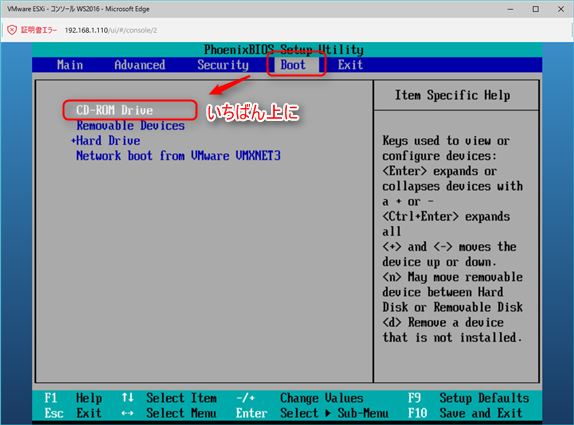 VMware ESXi - コンソール WS2016 - Microsoft Edge
証明書エラー 192.168.1.110/ui/#/console/2
PhoenixBIOS Setup Utility
Main Advanced Security Boot Exit
CD-ROM Drive
Removable Devices
+Hard Drive
Network boot from VMware VMXNET3
いちばん上に
Item Specific Help
Keys used to view or
configure devices:
<Enter> expands or
collapses devices with
a + or -
<Ctrl+Enter> expands
all
<+> and <-> moves the
device up or down.
<n> May move removable
device between Hard
Disk or Removable Disk
<d> Remove a device
that is not installed.
F1 Help ↑↓ Select Item -/+ Change Values F9 Setup Defaults
Esc Exit ↔ Select Menu Enter Select ▶ Sub-Menu F10 Save and Exit